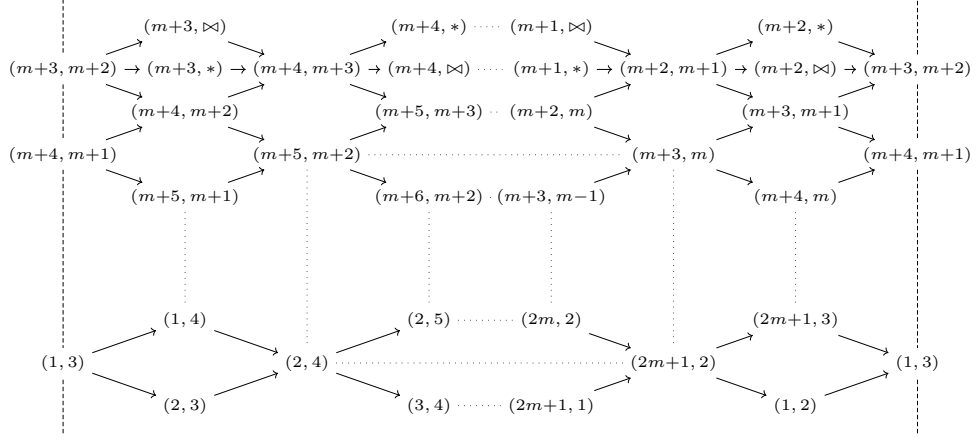 (m+3, ⋈) (m+4, ∗) (m+1, ⋈) (m+2, ∗)
(m+3, m+2) (m+3, ∗) (m+4, m+3) (m+4, ⋈) (m+1, ∗) (m+2, m+1) (m+2, ⋈) (m+3, m+2)
(m+4, m+2) (m+5, m+3) (m+2, m) (m+3, m+1)
(m+4, m+1) (m+5, m+2) (m+3, m) (m+4, m+1)
(m+5, m+1) (m+6, m+2) (m+3, m−1) (m+4, m)
(1, 4) (2, 5) (2m, 2) (2m+1, 3)
(1, 3) (2, 4) (2m+1, 2) (1, 3)
(2, 3) (3, 4) (2m+1, 1) (1, 2)